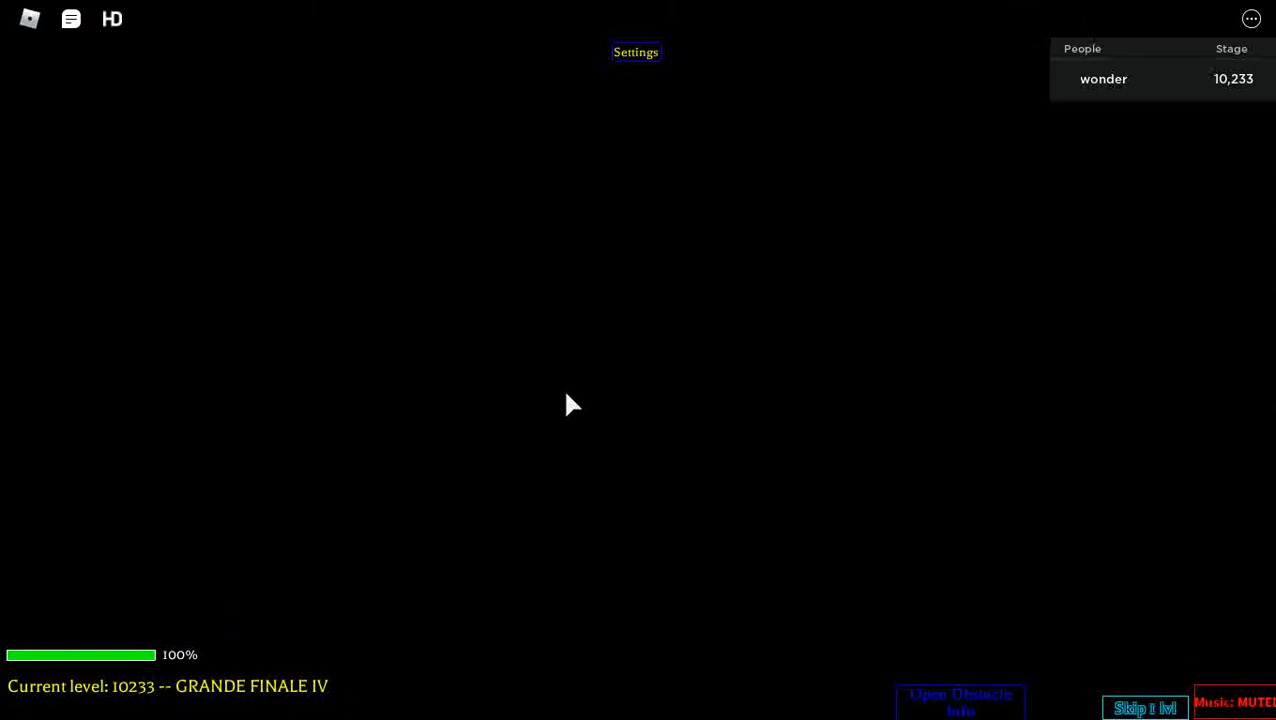 HD
Settings
People Stage
wonder 10,233
100%
Current level: 10233 -- GRANDE FINALE IV
Open Obstacle
Info
Skip 1 lvl
Music: MUTED